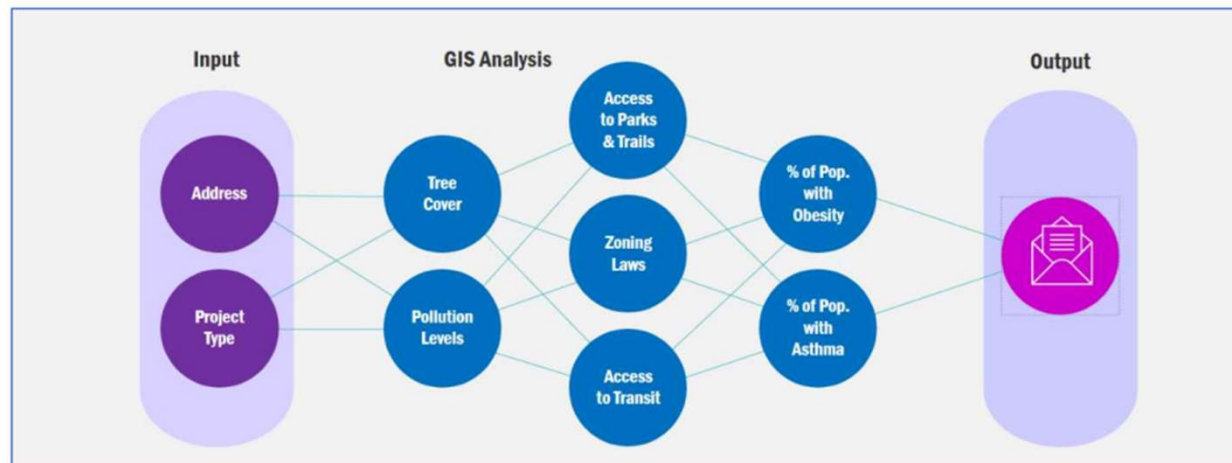 Input
GIS Analysis
Output
Address
Project
Type
Tree
Cover
Pollution
Levels
Access
to Parks
& Trails
Zoning
Laws
Access
to Transit
% of Pop.
with
Obesity
% of Pop.
with
Asthma